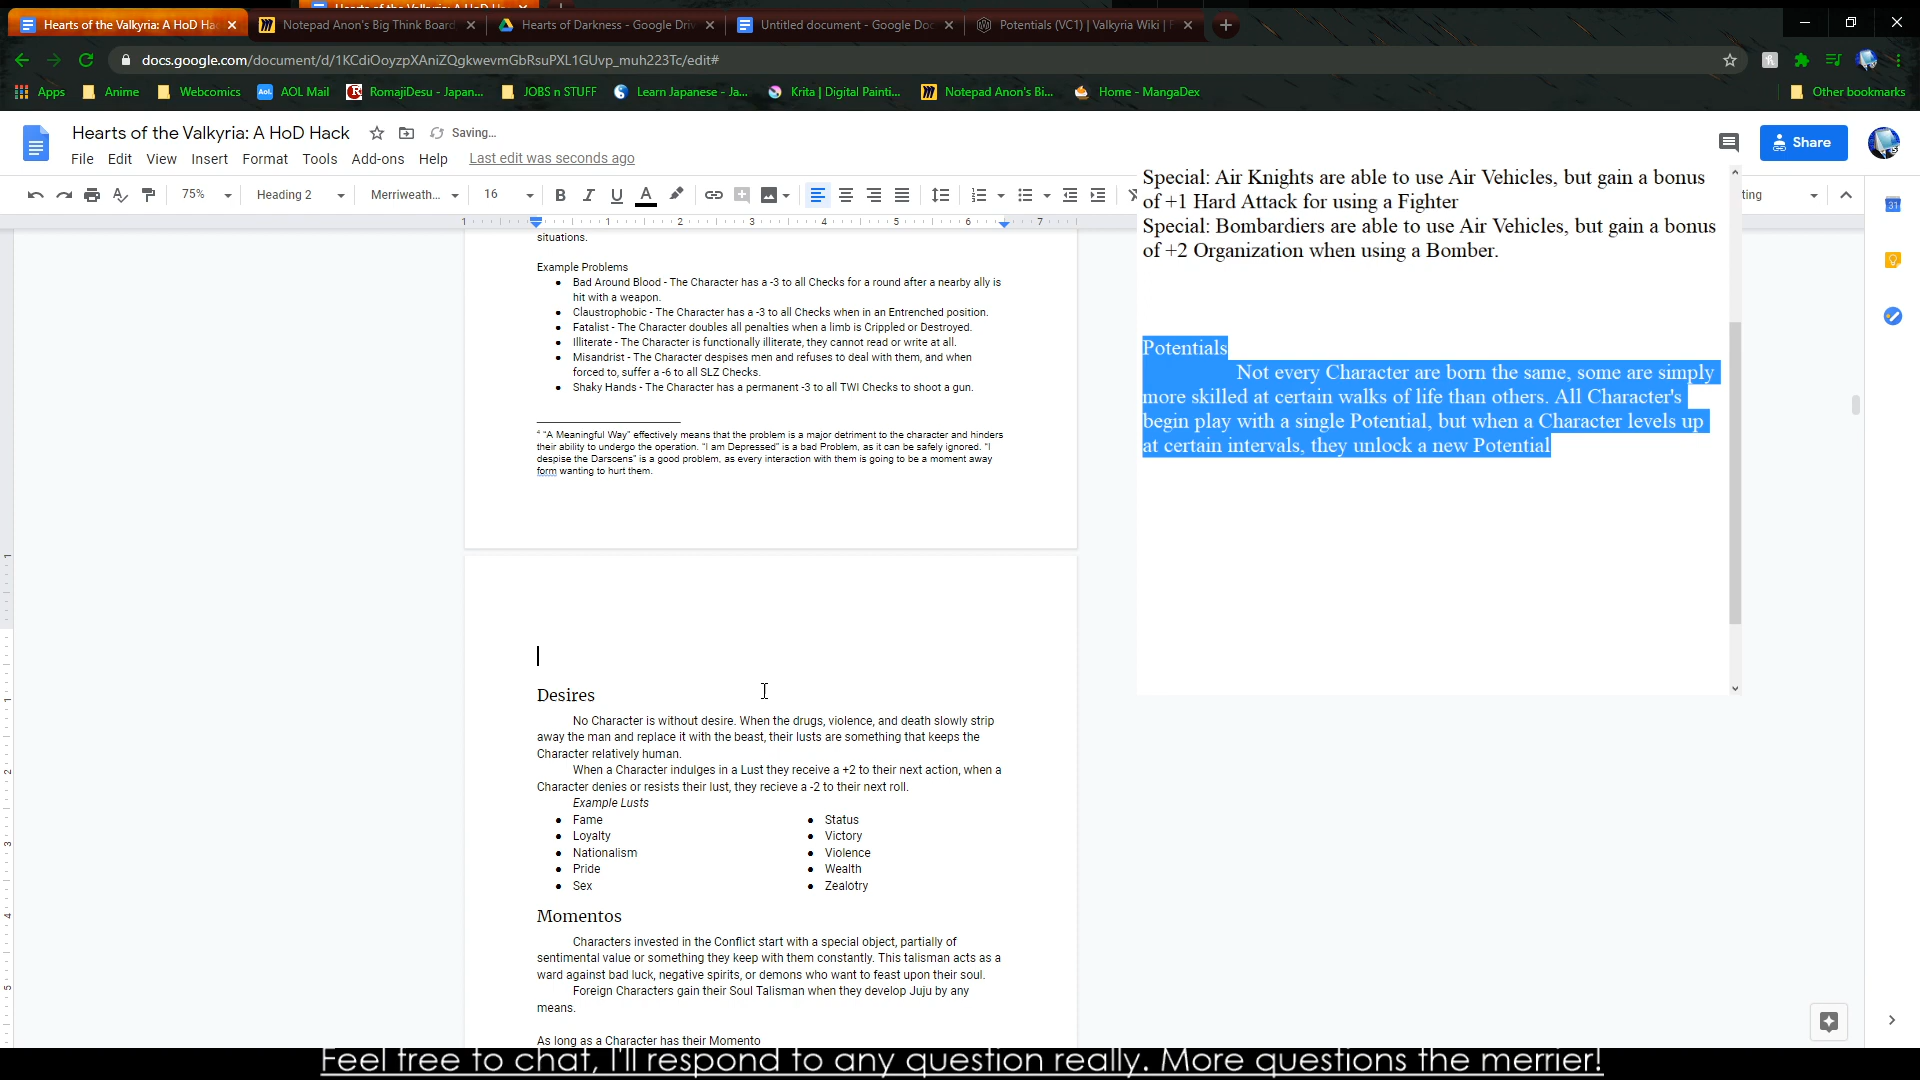 Hearts of the Valkyria: A HoD Ha
Notepad Anon's Big Think Board
Hearts of Darkness - Google Driv
Untitled document - Google Doc
Potentials (VC1) | Valkyria Wiki | F
docs.google.com/document/d/1KCdiOoyzpXAniZQgkwevmGbRsuPXL1GUvp_muh223Tc/edit#
Apps
Anime
Webcomics
AOL Mail
RomajiDesu - Japan...
JOBS n STUFF
Learn Japanese - Ja...
Krita | Digital Painti...
Notepad Anon's Bi...
Home - MangaDex
Other bookmarks
Hearts of the Valkyria: A HoD Hack
Saving...
File Edit View Insert Format Tools Add-ons Help Last edit was seconds ago
Share
75% Heading 2 Merriweath... 16
ting
Special: Air Knights are able to use Air Vehicles, but gain a bonus
of +1 Hard Attack for using a Fighter
Special: Bombardiers are able to use Air Vehicles, but gain a bonus
of +2 Organization when using a Bomber.
Potentials
Not every Character are born the same, some are simply
more skilled at certain walks of life than others. All Character's
begin play with a single Potential, but when a Character levels up
at certain intervals, they unlock a new Potential
situations.
Example Problems
● Bad Around Blood - The Character has a -3 to all Checks for a round after a nearby ally is
hit with a weapon.
● Claustrophobic - The Character has a -3 to all Checks when in an Entrenched position.
● Fatalist - The Character doubles all penalties when a limb is Crippled or Destroyed.
● Illiterate - The Character is functionally illiterate, they cannot read or write at all.
● Misandrist - The Character despises men and refuses to deal with them, and when
forced to, suffer a -6 to all SLZ Checks.
● Shaky Hands - The Character has a permanent -3 to all TWI Checks to shoot a gun.
"A Meaningful Way" effectively means that the problem is a major detriment to the character and hinders
their ability to undergo the operation. "I am Depressed" is a bad Problem, as it can be safely ignored. "I
despise the Darscens" is a good problem, as every interaction with them is going to be a moment away
form wanting to hurt them.
Desires
No Character is without desire. When the drugs, violence, and death slowly strip
away the man and replace it with the beast, their lusts are something that keeps the
Character relatively human.
When a Character indulges in a Lust they receive a +2 to their next action, when a
Character denies or resists their lust, they recieve a -2 to their next roll.
Example Lusts
● Fame
● Loyalty
● Nationalism
● Pride
● Sex
● Status
● Victory
● Violence
● Wealth
● Zealotry
Momentos
Characters invested in the Conflict start with a special object, partially of
sentimental value or something they keep with them constantly. This talisman acts as a
ward against bad luck, negative spirits, or demons who want to feast upon their soul.
Foreign Characters gain their Soul Talisman when they develop Juju by any
means.
As long as a Character has their Momento
Feel free to chat, I'll respond to any question really. More questions the merrier!